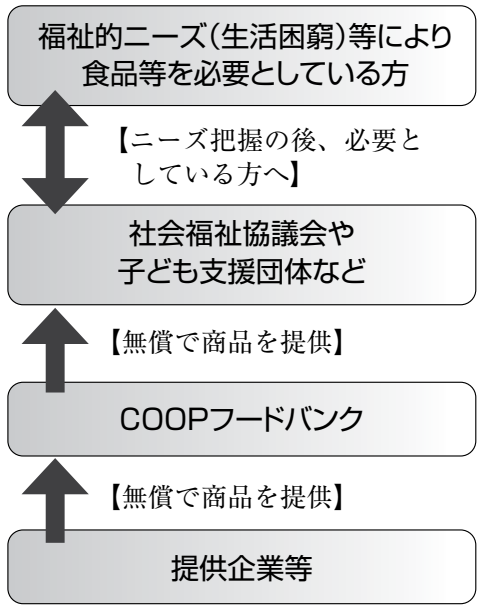 福祉的ニーズ（生活困窮）等により
食品等を必要としている方
【ニーズ把握の後、必要と
している方へ】
社会福祉協議会や
子ども支援団体など
【無償で商品を提供】
COOPフードバンク
【無償で商品を提供】
提供企業等